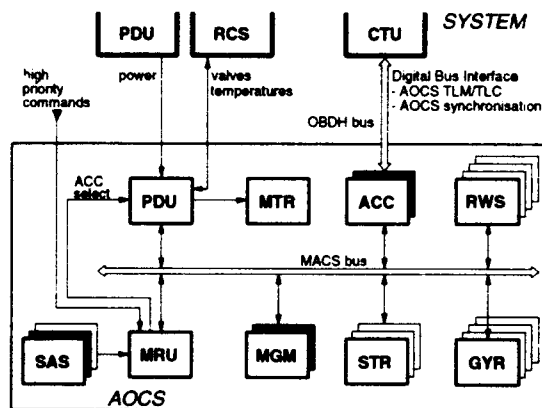 PDU RCS CTU SYSTEM
high
priority
commands
power
valves
temperatures
Digital Bus Interface
- AOCS TLM/TLC
- AOCS synchronisation
OBDH bus
ACC
select
PDU MTR ACC RWS
MACS bus
SAS MRU MGM STR GYR
AOCS